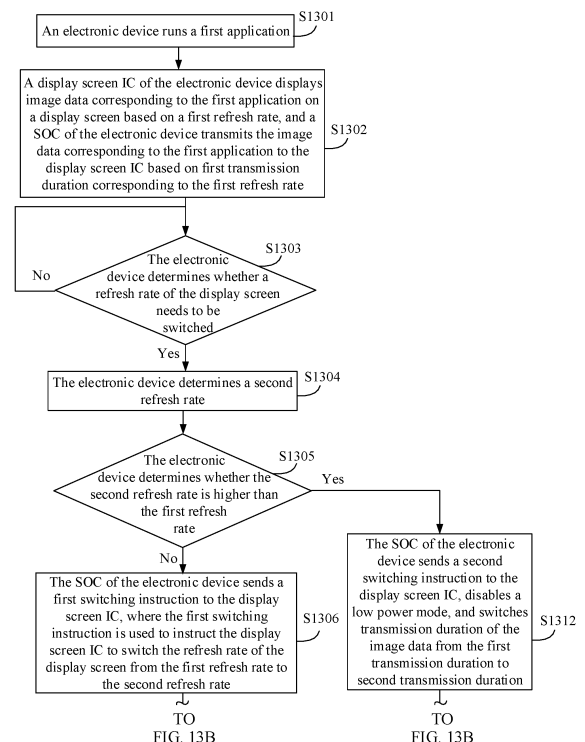 S1301
An electronic device runs a first application
A display screen IC of the electronic device displays
image data corresponding to the first application on
a display screen based on a first refresh rate, and a
SOC of the electronic device transmits the image
data corresponding to the first application to the
display screen IC based on first transmission
duration corresponding to the first refresh rate
S1302
S1303
The electronic
device determines whether a
refresh rate of the display screen
needs to be
switched
No
Yes
The electronic device determines a second
refresh rate
S1304
S1305
The electronic
device determines whether the
second refresh rate is higher than
the first refresh
rate
Yes
No
The SOC of the electronic device sends a
first switching instruction to the display
screen IC, where the first switching
instruction is used to instruct the display
screen IC to switch the refresh rate of the
display screen from the first refresh rate to
the second refresh rate
S1306
The SOC of the electronic
device sends a second
switching instruction to the
display screen IC, disables a
low power mode, and switches
transmission duration of the
image data from the first
transmission duration to
second transmission duration
S1312
TO
FIG. 13B
TO
FIG. 13B